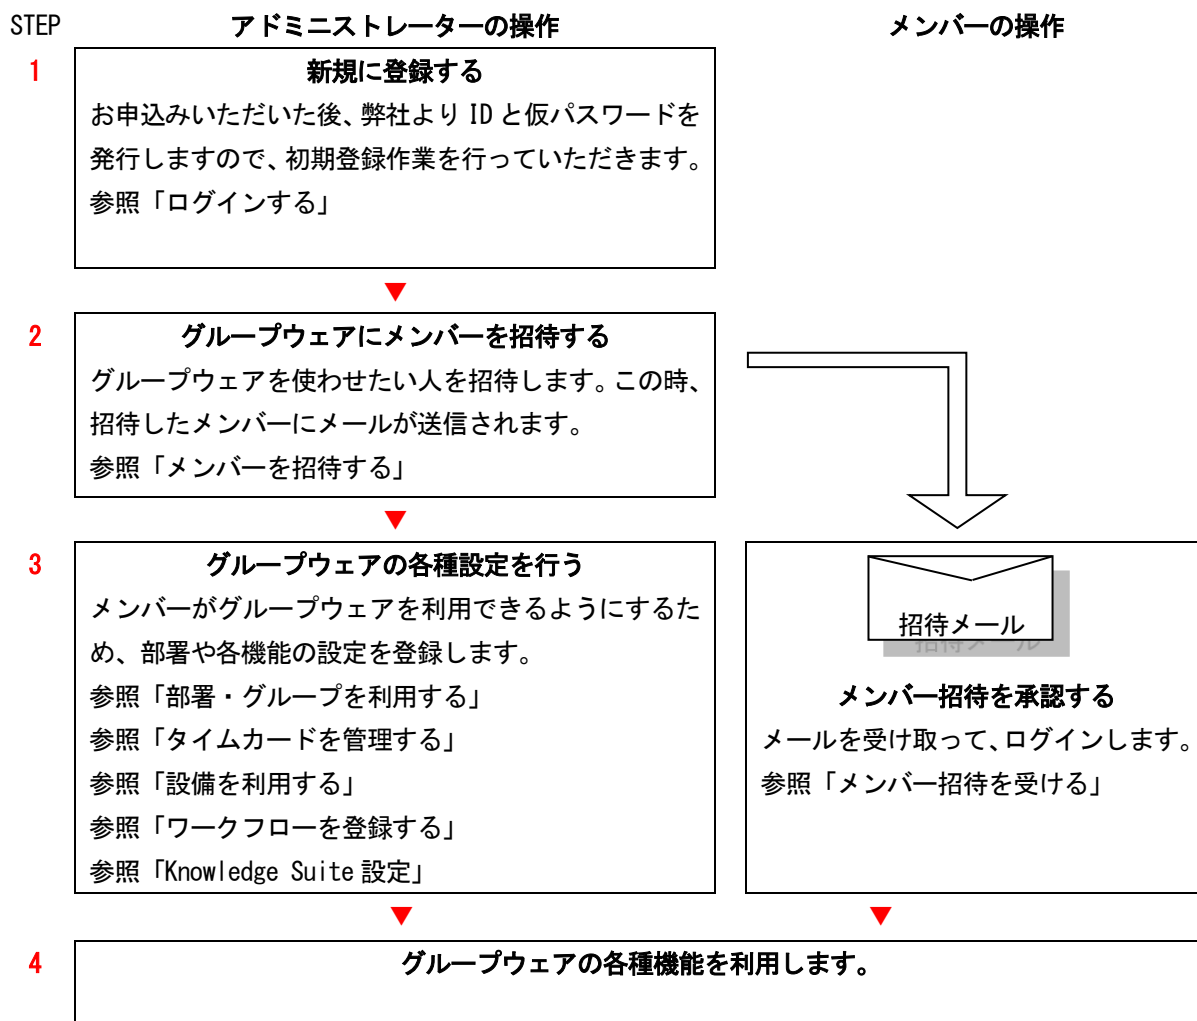 STEP アドミニストレーターの操作 メンバーの操作
1 新規に登録する
お申込みいただいた後、弊社より ID と仮パスワードを
発行しますので、初期登録作業を行っていただきます。
参照「ログインする」
2 グループウェアにメンバーを招待する
グループウェアを使わせたい人を招待します。この時、
招待したメンバーにメールが送信されます。
参照「メンバーを招待する」
3 グループウェアの各種設定を行う
メンバーがグループウェアを利用できるようにするた
め、部署や各機能の設定を登録します。
参照「部署・グループを利用する」
参照「タイムカードを管理する」
参照「設備を利用する」
参照「ワークフローを登録する」
参照「Knowledge Suite 設定」
招待メール
メンバー招待を承認する
メールを受け取って、ログインします。
参照「メンバー招待を受ける」
4 グループウェアの各種機能を利用します。